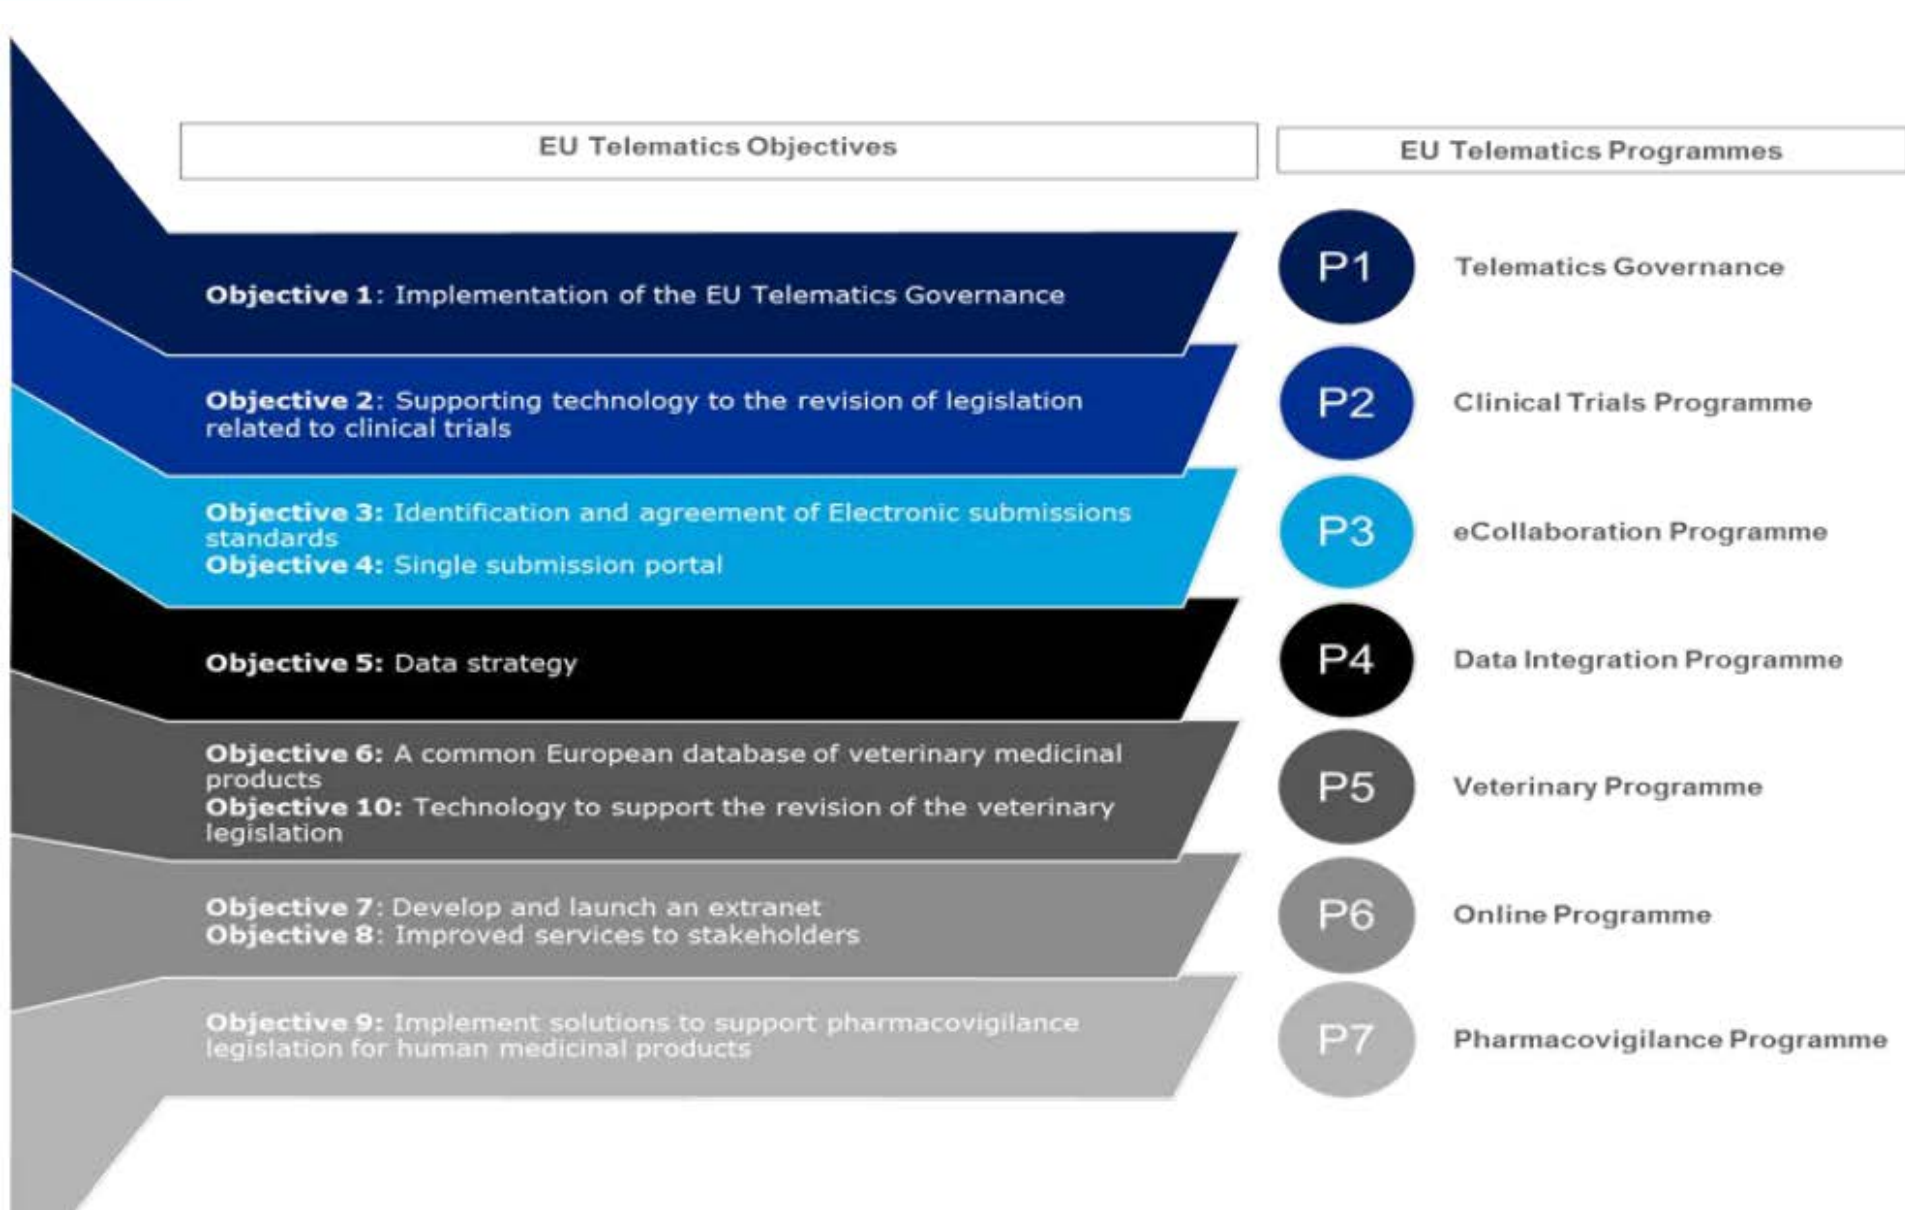 EU Telematics Objectives
EU Telematics Programmes
Objective 1: Implementation of the EU Telematics Governance
P1
Telematics Governance
Objective 2: Supporting technology to the revision of legislation
related to clinical trials
P2
Clinical Trials Programme
Objective 3: Identification and agreement of Electronic submissions
standards
Objective 4: Single submission portal
P3
eCollaboration Programme
Objective 5: Data strategy
P4
Data Integration Programme
Objective 6: A common European database of veterinary medicinal
products
Objective 10: Technology to support the revision of the veterinary
legislation
P5
Veterinary Programme
Objective 7: Develop and launch an extranet
Objective 8: Improved services to stakeholders
P6
Online Programme
Objective 9: Implement solutions to support pharmacovigilance
legislation for human medicinal products
P7
Pharmacovigilance Programme